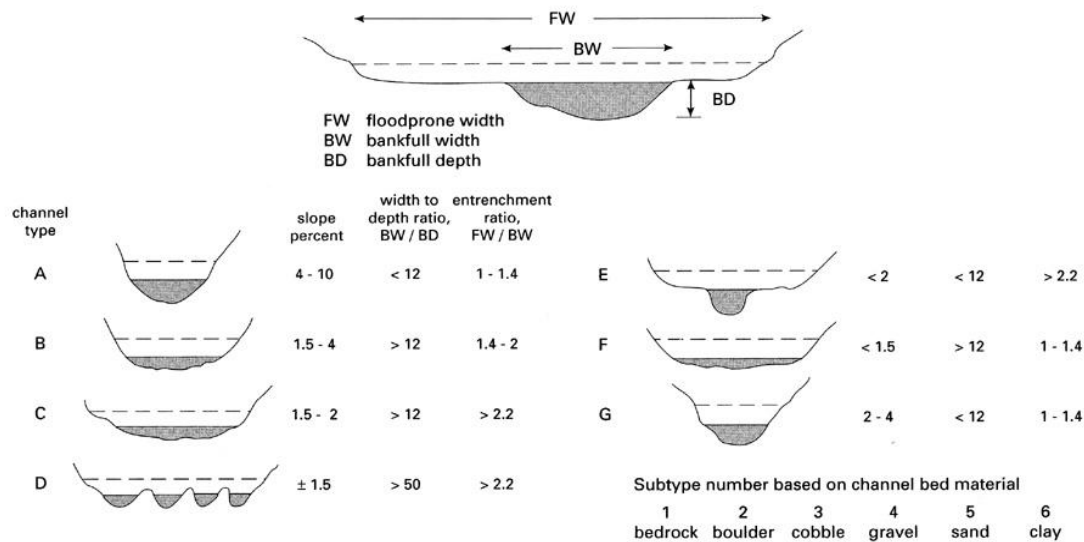 FW
BW
BD
FW floodprone width
BW bankfull width
BD bankfull depth
channel type
slope percent
width to depth ratio, BW / BD
entrenchment ratio, FW / BW
A 4 - 10 < 12 1 - 1.4
B 1.5 - 4 > 12 1.4 - 2
C 1.5 - 2 > 12 > 2.2
D ± 1.5 > 50 > 2.2
E < 2 < 12 > 2.2
F < 1.5 > 12 1 - 1.4
G 2 - 4 < 12 1 - 1.4
Subtype number based on channel bed material
1 2 3 4 5 6
bedrock boulder cobble gravel sand clay